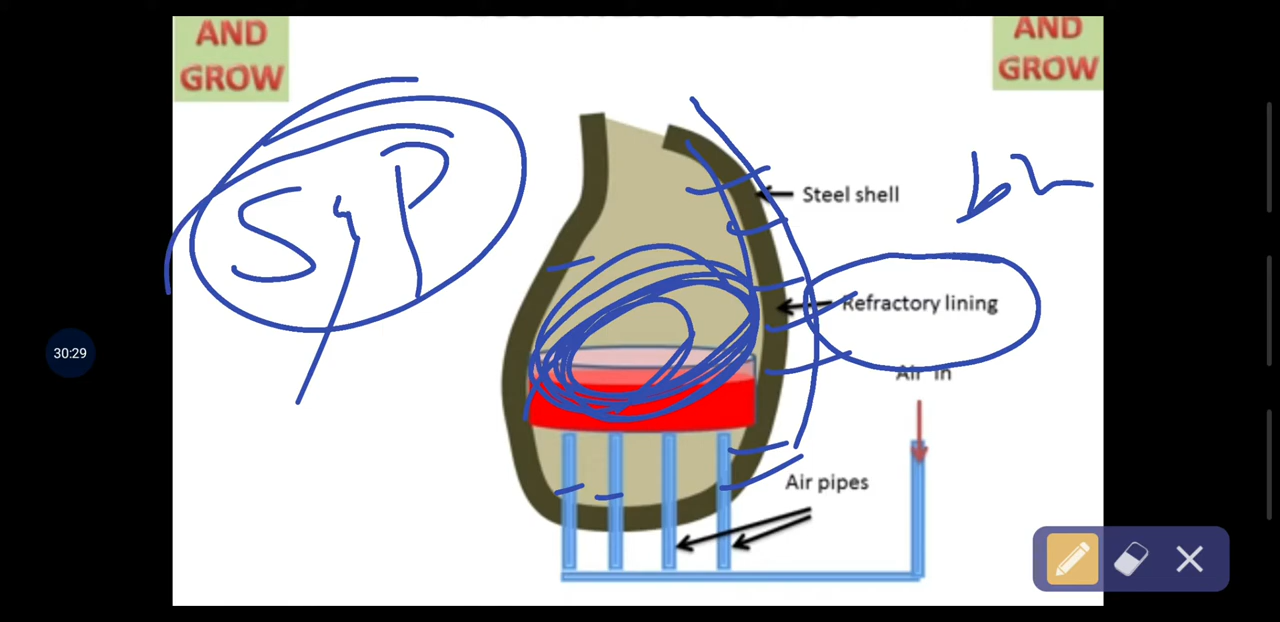 AND
GROW
AND
GROW
S, P
Steel shell
Refractory lining
Air in
Air pipes
30:29